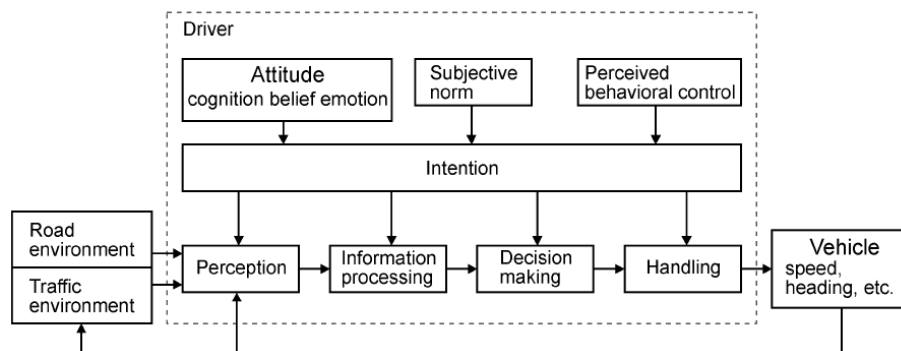 Driver
Attitude
cognition belief emotion
Subjective
norm
Perceived
behavioral control
Intention
Road
environment
Traffic
environment
Perception
Information
processing
Decision
making
Handling
Vehicle
speed,
heading, etc.